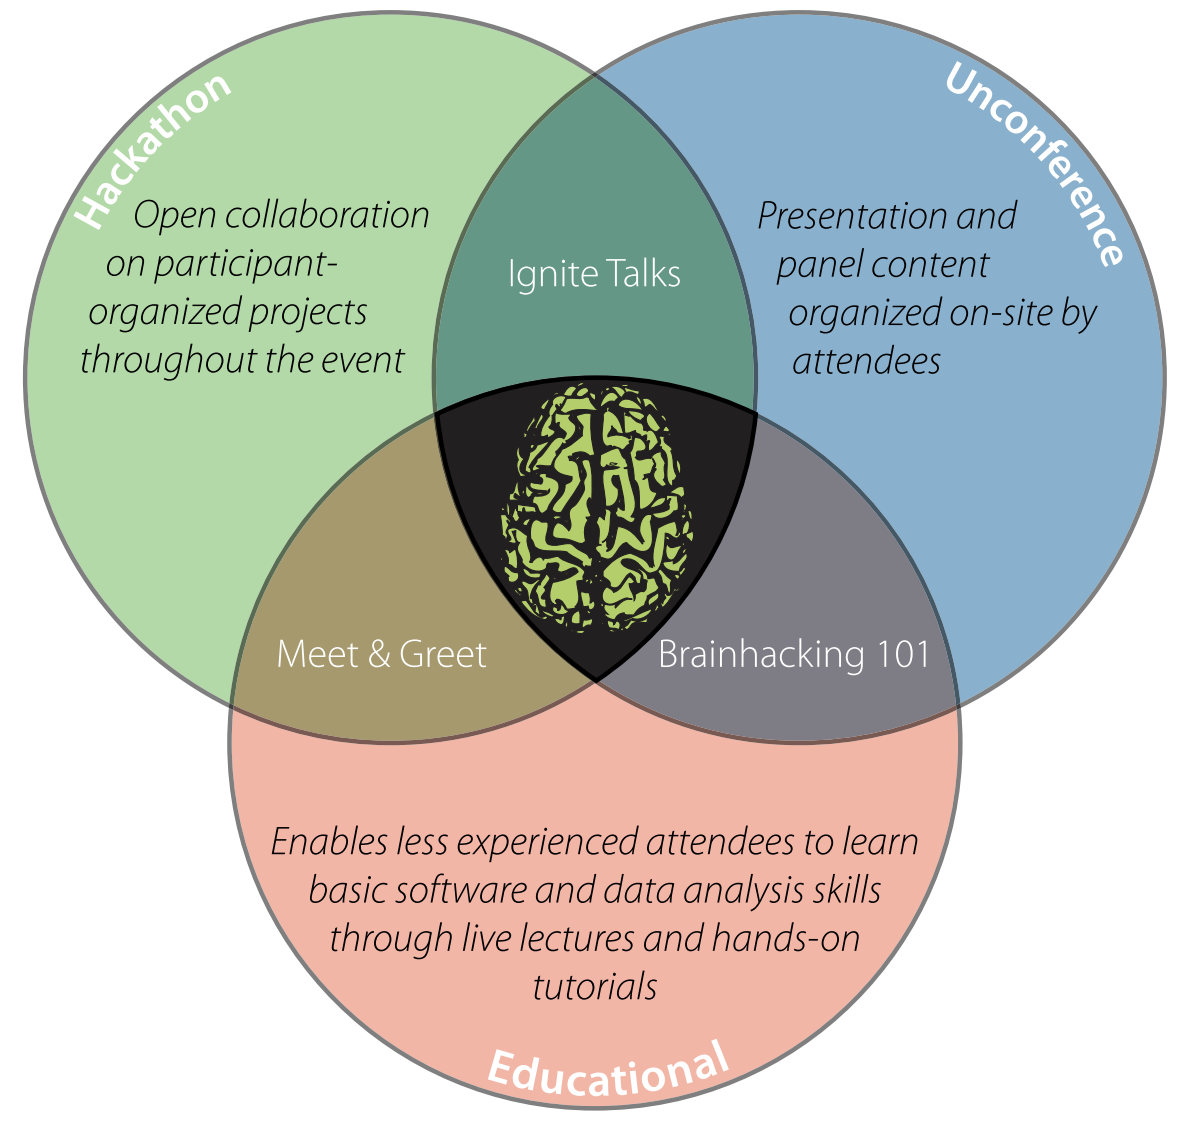 Hackathon
Open collaboration
on participant-
organized projects
throughout the event
Unconference
Presentation and
panel content
organized on-site by
attendees
Ignite Talks
Meet & Greet
Brainhacking 101
Enables less experienced attendees to learn
basic software and data analysis skills
through live lectures and hands-on
tutorials
Educational